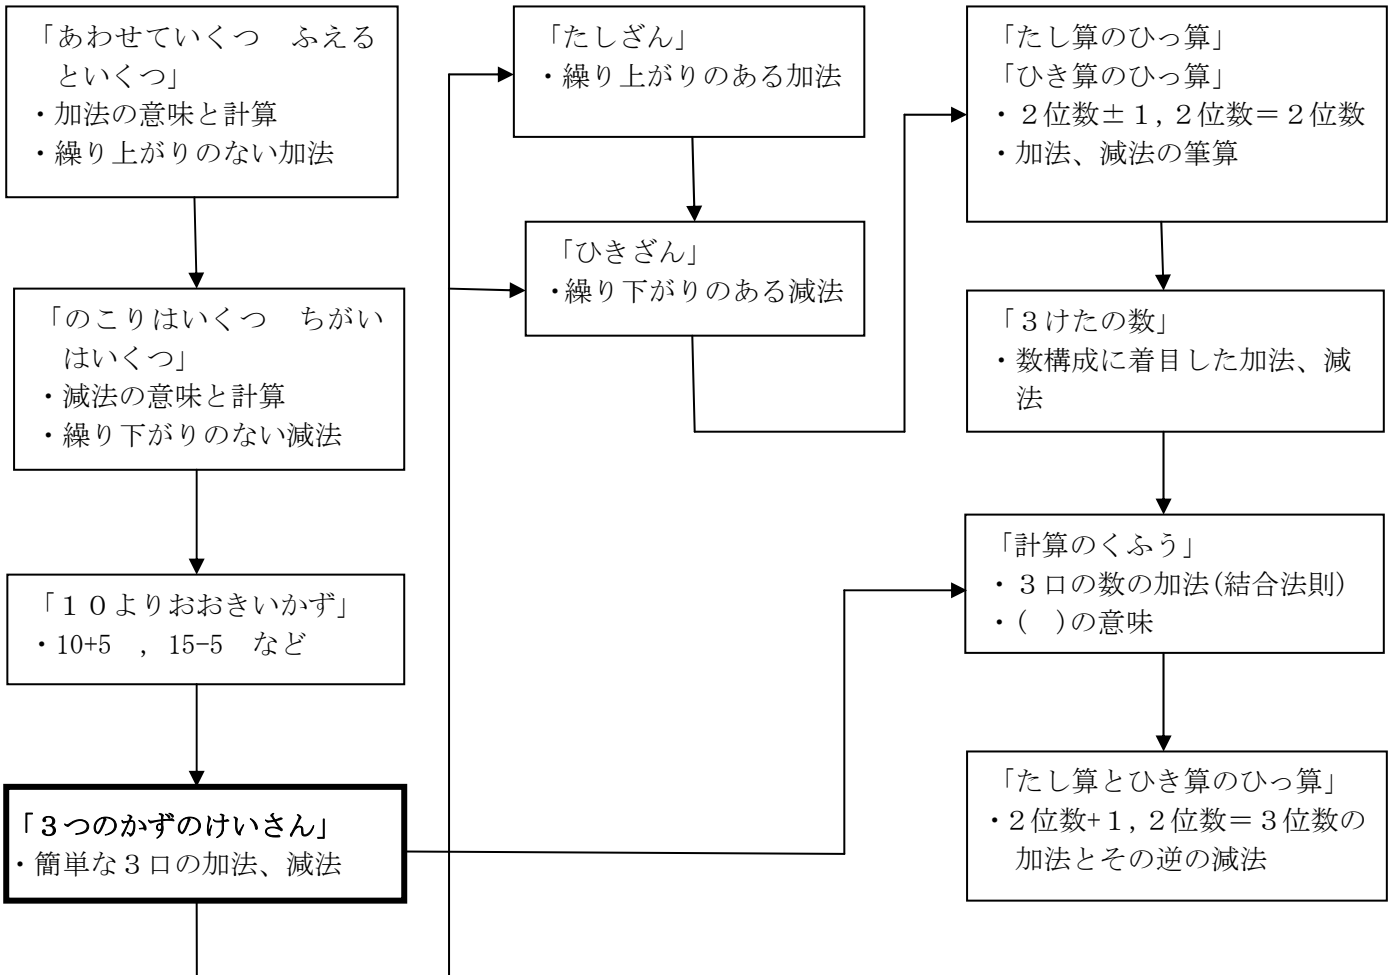 「あわせていくつ　ふえる
といくつ」
・加法の意味と計算
・繰り上がりのない加法
「のこりはいくつ　ちがい
はいくつ」
・減法の意味と計算
・繰り下がりのない減法
「１０よりおおきいかず」
・10+5　，15-5　など
「３つのかずのけいさん」
・簡単な３口の加法、減法
「たしざん」
・繰り上がりのある加法
「ひきざん」
・繰り下がりのある減法
「たし算のひっ算」
「ひき算のひっ算」
・２位数±１，２位数＝２位数
・加法、減法の筆算
「３けたの数」
・数構成に着目した加法、減
法
「計算のくふう」
・３口の数の加法(結合法則)
・(　)の意味
「たし算とひき算のひっ算」
・２位数+１，２位数＝３位数の
加法とその逆の減法